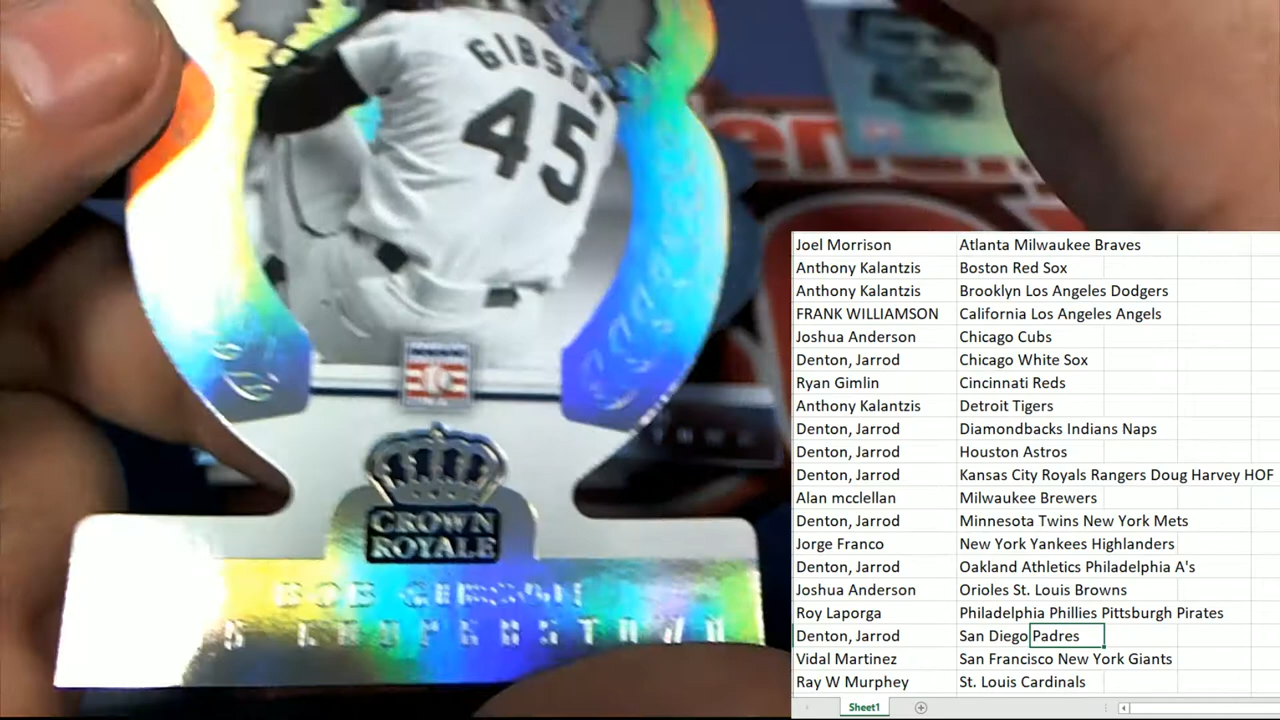 GIBSON
45
CROWN
ROYALE
BOB GIBSON
COOPERSTOWN
Joel Morrison Atlanta Milwaukee Braves
Anthony Kalantzis Boston Red Sox
Anthony Kalantzis Brooklyn Los Angeles Dodgers
FRANK WILLIAMSON California Los Angeles Angels
Joshua Anderson Chicago Cubs
Denton, Jarrod Chicago White Sox
Ryan Gimlin Cincinnati Reds
Anthony Kalantzis Detroit Tigers
Denton, Jarrod Diamondbacks Indians Naps
Denton, Jarrod Houston Astros
Denton, Jarrod Kansas City Royals Rangers Doug Harvey HOF
Alan mcclellan Milwaukee Brewers
Denton, Jarrod Minnesota Twins New York Mets
Jorge Franco New York Yankees Highlanders
Denton, Jarrod Oakland Athletics Philadelphia A's
Joshua Anderson Orioles St. Louis Browns
Roy Laporga Philadelphia Phillies Pittsburgh Pirates
Denton, Jarrod San Diego Padres
Vidal Martinez San Francisco New York Giants
Ray W Murphey St. Louis Cardinals
Sheet1